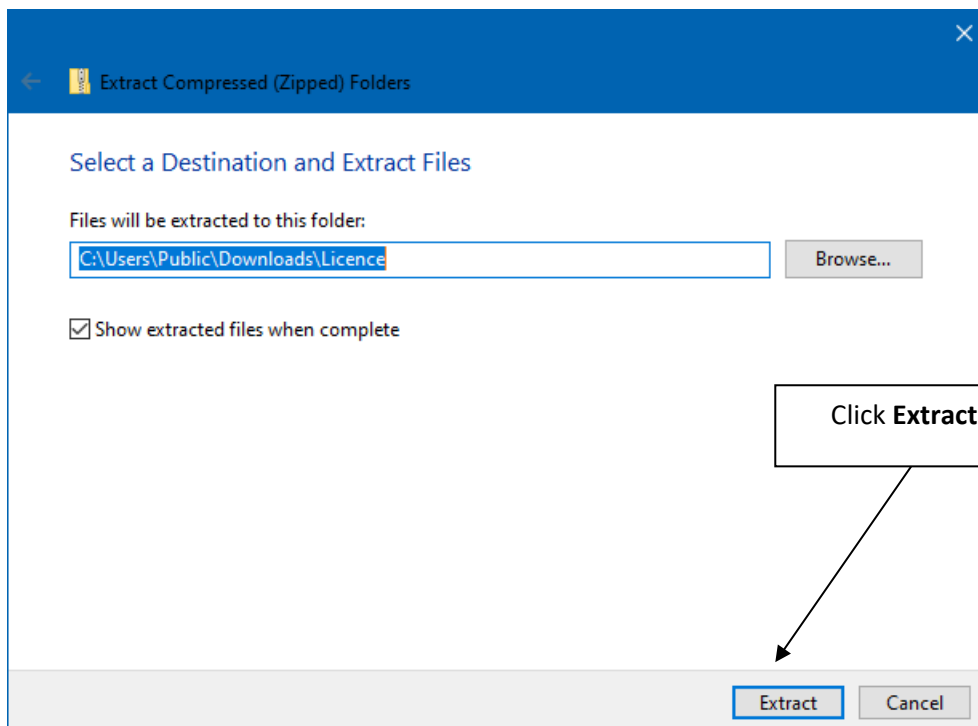 Extract Compressed (Zipped) Folders
Select a Destination and Extract Files
Files will be extracted to this folder:
C:\Users\Public\Downloads\Licence
Browse...
Show extracted files when complete
Click Extract
Extract
Cancel